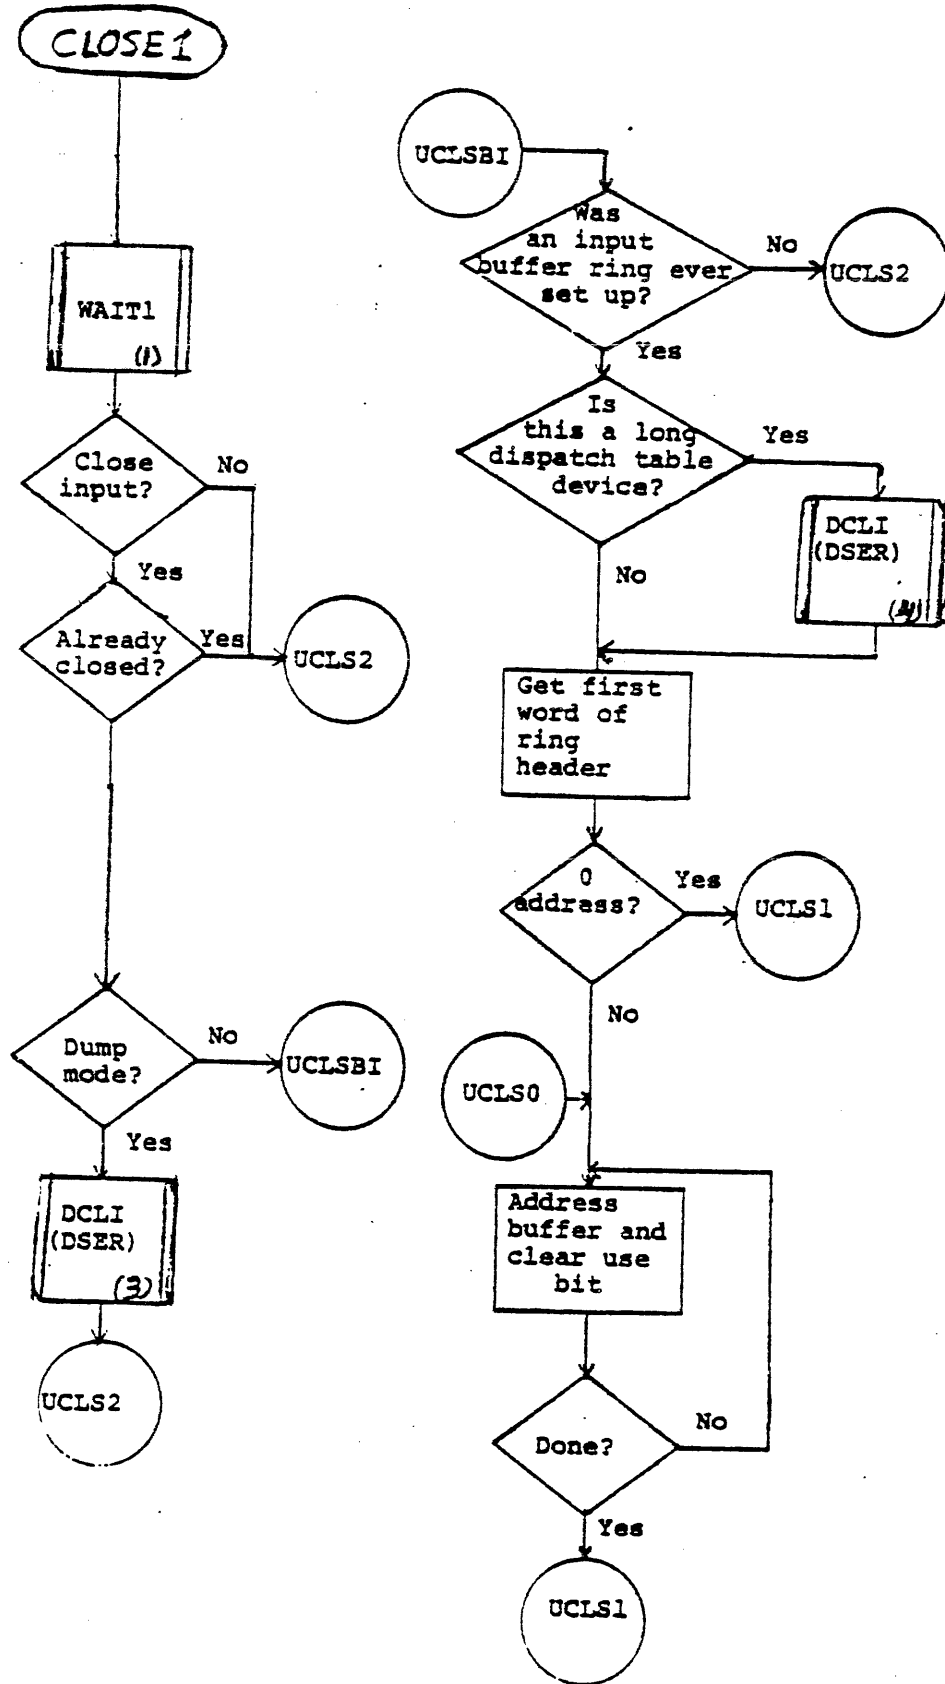 CLOSE1
WAIT1
(1)
Close
input?
No
Yes
Already
closed?
Yes
UCLS2
Dump
mode?
No
UCLSBI
Yes
DCLI
(DSER)
(3)
UCLS2
UCLSBI
Was
an input
buffer ring ever
set up?
No
UCLS2
Yes
Is
this a long
dispatch table
device?
Yes
DCLI
(DSER)
No
Get first
word of
ring
header
0
address?
Yes
UCLS1
No
UCLS0
Address
buffer and
clear use
bit
Done?
No
Yes
UCLS1